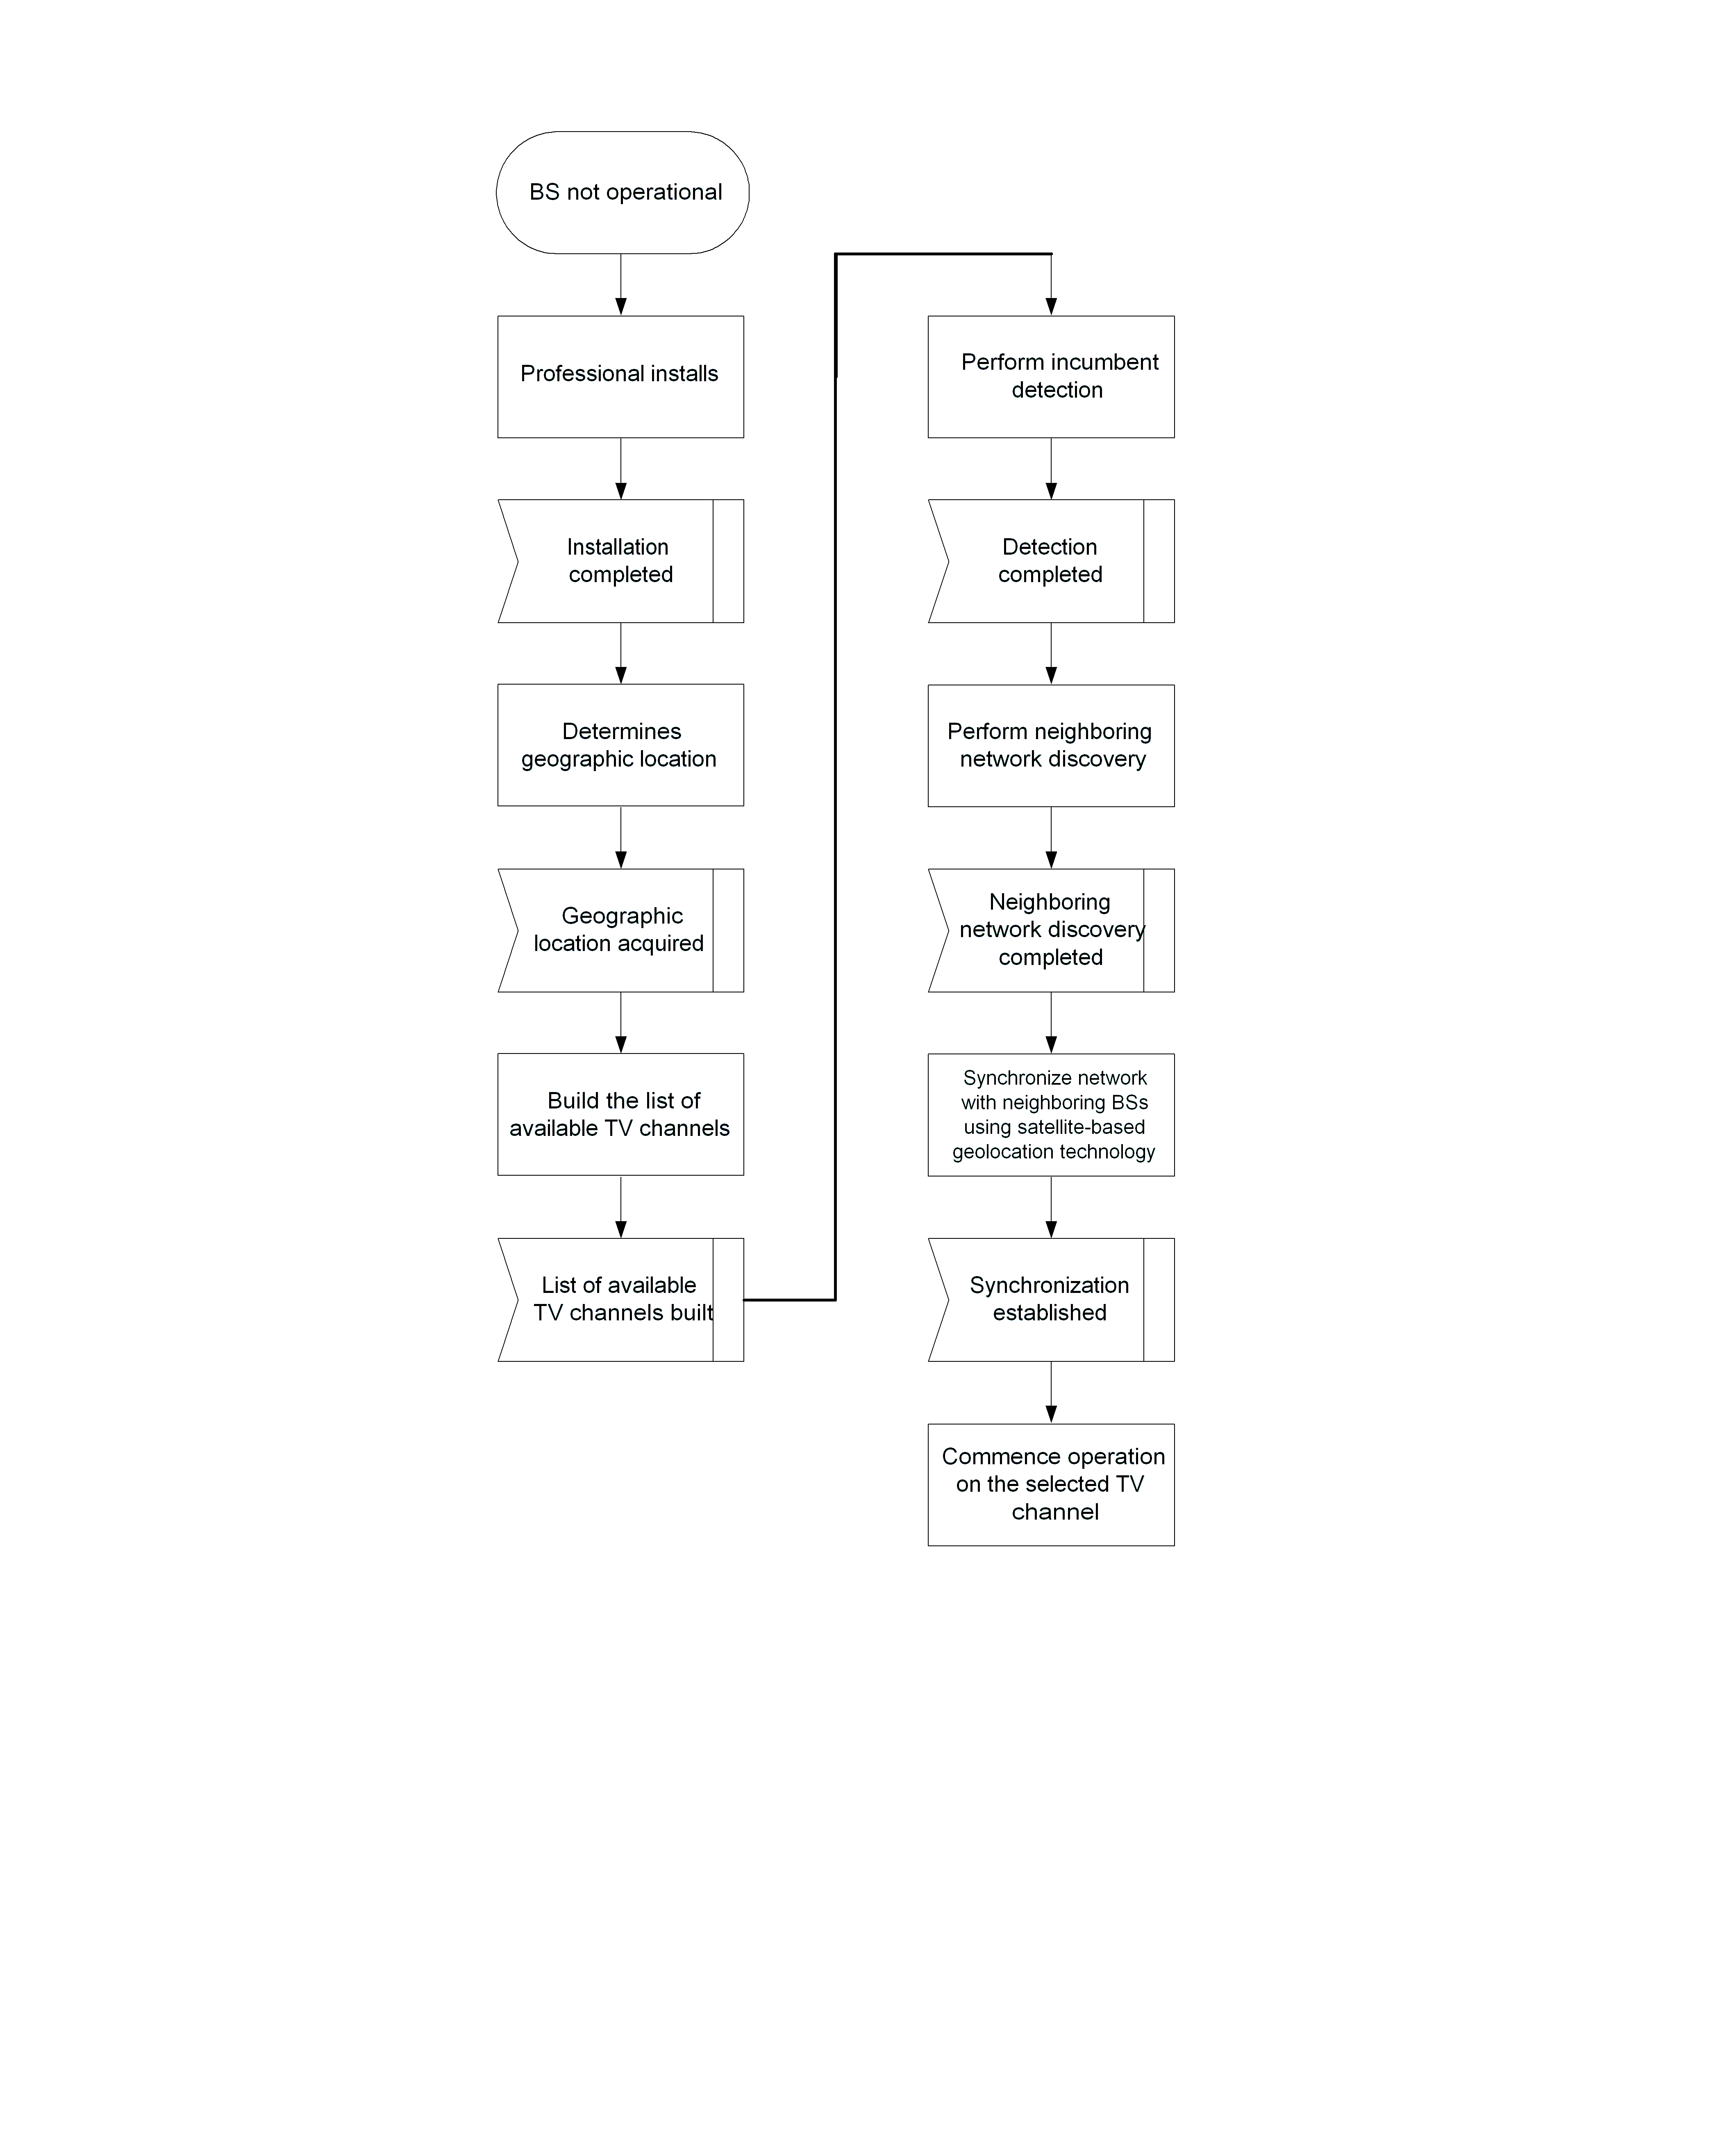 BS not operational
Professional installs
Installation
completed
Determines
geographic location
Geographic
location acquired
Build the list of
available TV channels
List of available
TV channels built
Perform incumbent
detection
Detection
completed
Perform neighboring
network discovery
Neighboring
network discovery
completed
Synchronize network
with neighboring BSs
using satellite-based
geolocation technology
Synchronization
established
Commence operation
on the selected TV
channel